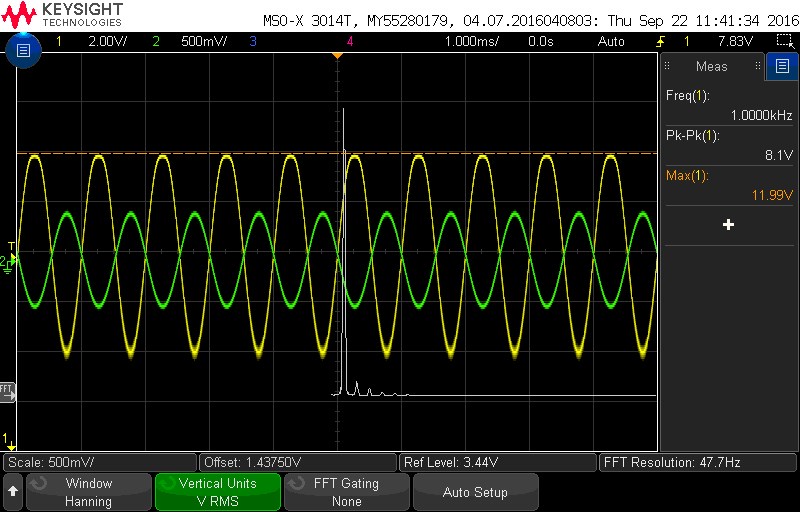 KEYSIGHT
TECHNOLOGIES
MSO-X 3014T, MY55280179, 04.07.2016040803: Thu Sep 22 11:41:34 2016
1 2.00V/ 2 500mV/ 3 4 1.000ms/ 0.0s Auto 1 7.83V
Meas
Freq(1):
1.0000kHz
Pk-Pk(1):
8.1V
Max(1):
11.99V
+
T
2
FFT
1
Scale: 500mV/ Offset: 1.43750V Ref Level: 3.44V FFT Resolution: 47.7Hz
Window Vertical Units FFT Gating Auto Setup
Hanning V RMS None